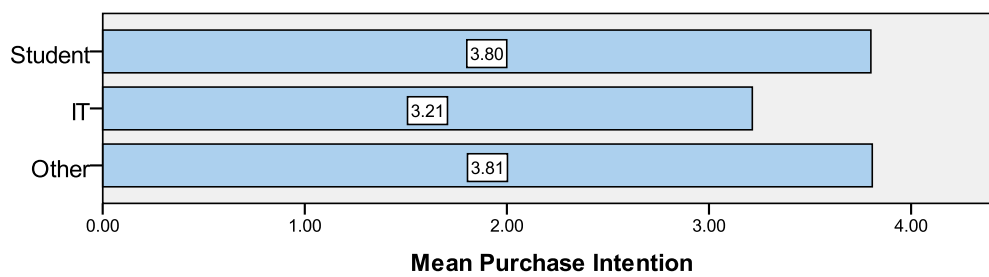 Student
3.80
IT
3.21
Other
3.81
0.00 1.00 2.00 3.00 4.00
Mean Purchase Intention